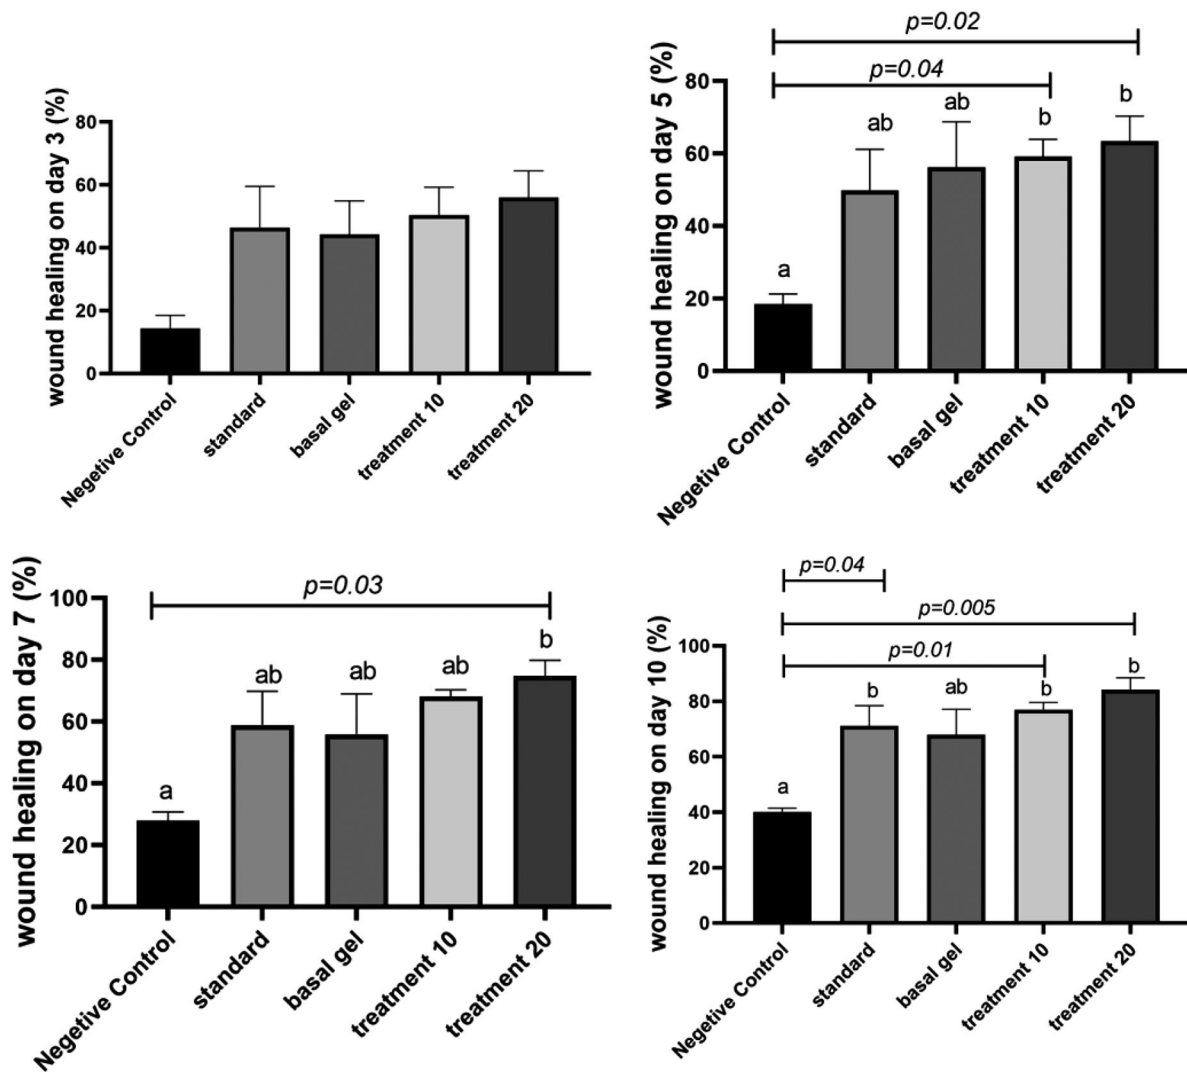 wound healing on day 3 (%)
80
60
40
20
0
Negetive Control
standard
basal gel
treatment 10
treatment 20
p=0.02
p=0.04
wound healing on day 5 (%)
80
60
40
20
0
a
ab
ab
b
b
Negetive Control
standard
basal gel
treatment 10
treatment 20
p=0.03
wound healing on day 7 (%)
100
80
60
40
20
0
a
ab
ab
ab
b
Negetive Control
standard
basal gel
treatment 10
treatment 20
p=0.04
p=0.005
p=0.01
wound healing on day 10 (%)
100
80
60
40
20
0
a
b
ab
b
b
Negetive Control
standard
basal gel
treatment 10
treatment 20